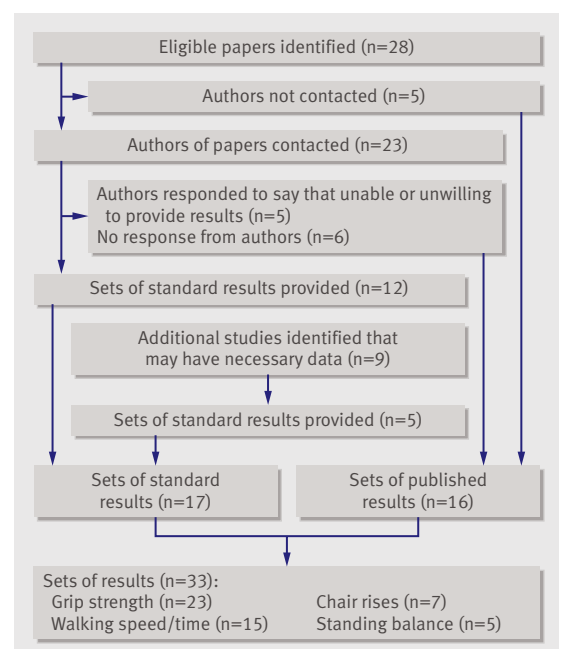 Eligible papers identified (n=28)
Authors not contacted (n=5)
Authors of papers contacted (n=23)
Authors responded to say that unable or unwilling
to provide results (n=5)
No response from authors (n=6)
Sets of standard results provided (n=12)
Additional studies identified that
may have necessary data (n=9)
Sets of standard results provided (n=5)
Sets of standard
results (n=17)
Sets of published
results (n=16)
Sets of results (n=33):
Grip strength (n=23)
Walking speed/time (n=15)
Chair rises (n=7)
Standing balance (n=5)